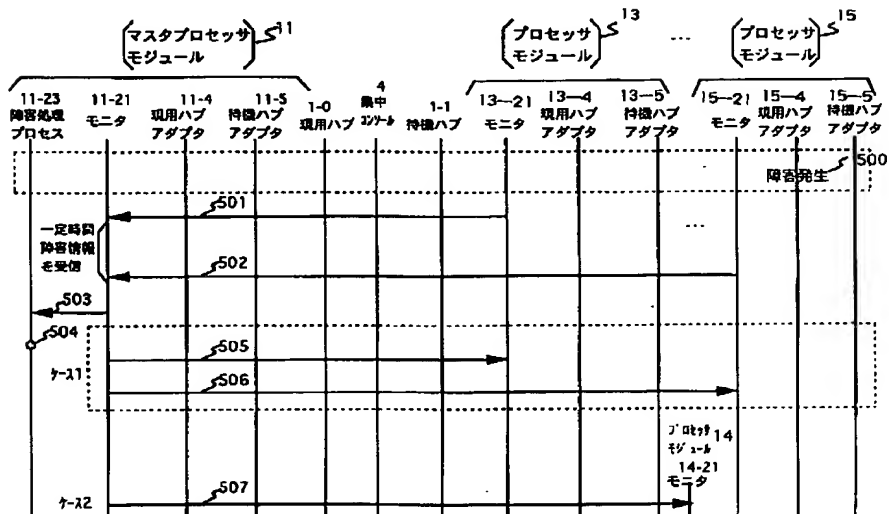 マスタプロセッサ
モジュール
11
プロセッサ
モジュール
13
...
プロセッサ
モジュール
15
11-23
障害処理
プロセス
11-21
モニタ
11-4
現用ハブ
アダプタ
11-5
待機ハブ
アダプタ
1-0
現用ハブ
4
集中
コンソール
1-1
待機ハブ
13-21
モニタ
13-4
現用ハブ
アダプタ
13-5
待機ハブ
アダプタ
15-21
モニタ
15-4
現用ハブ
アダプタ
15-5
待機ハブ
アダプタ
障害発生
500
501
...
一定時間
障害情報
を受信
502
503
504
505
ケース1
506
プロセッサ
モジュール
14
14-21
モニタ
ケース2
507